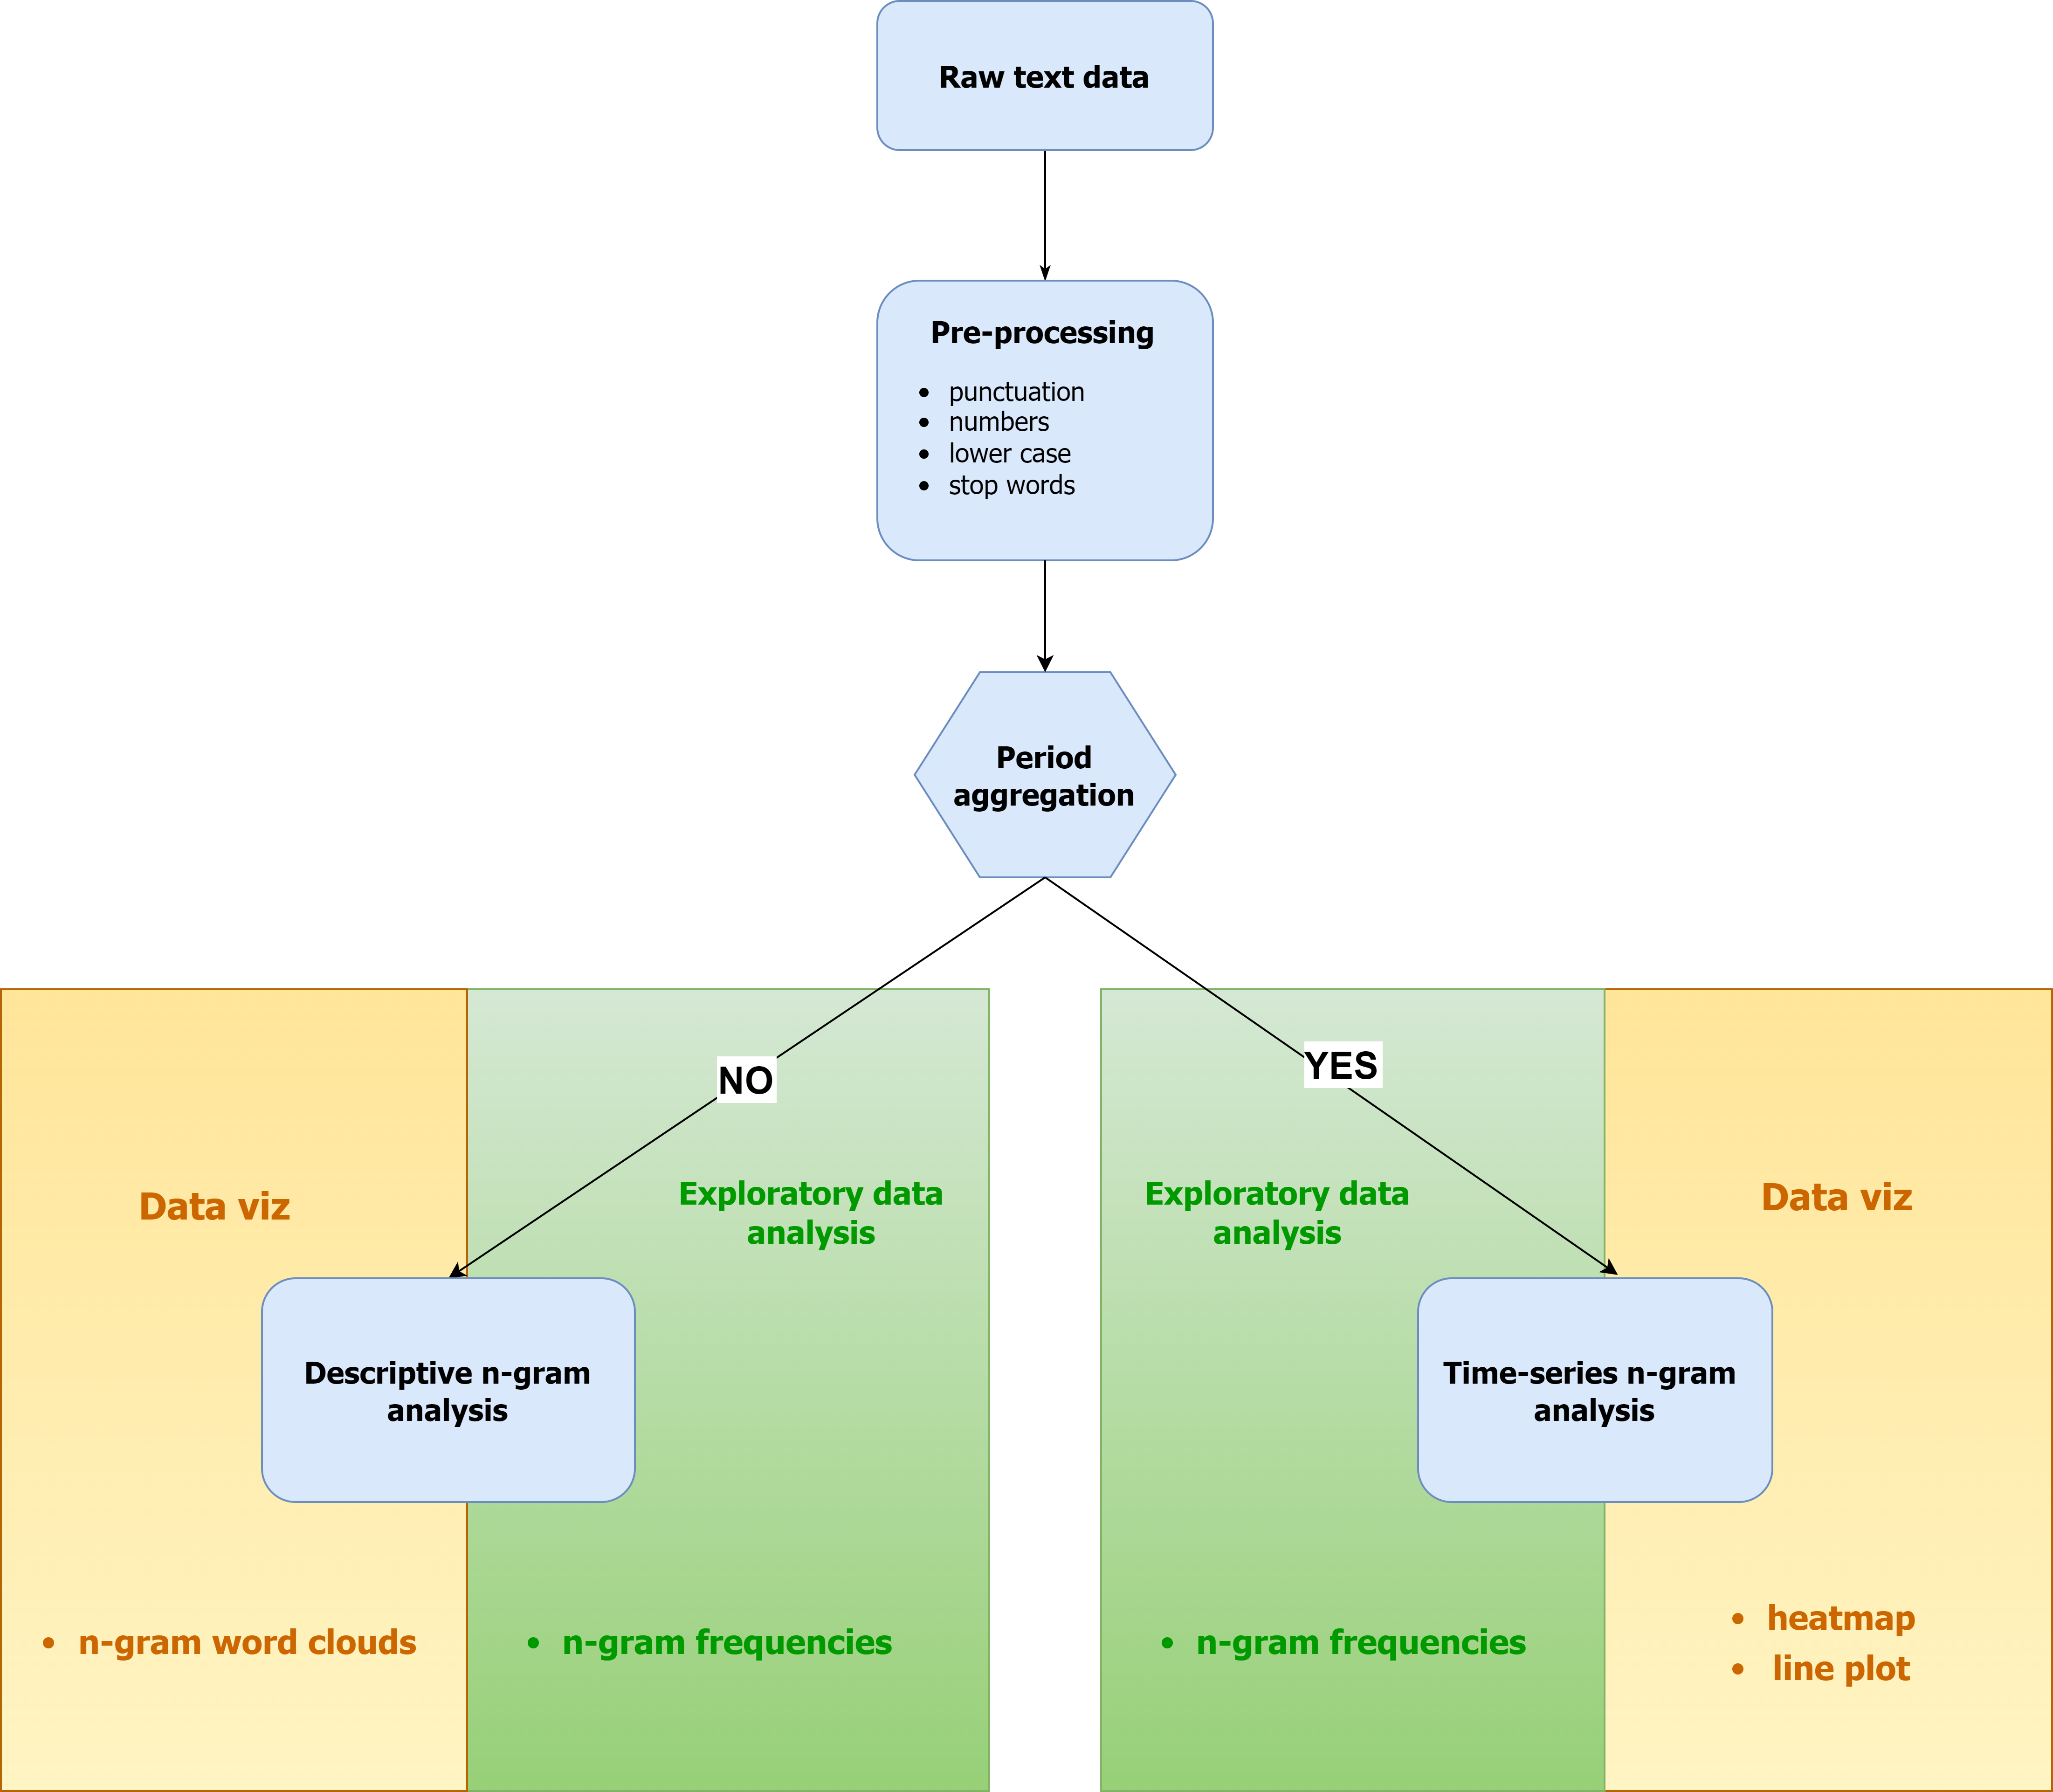 Raw text data
Pre-processing
• punctuation
• numbers
• lower case
• stop words
Period
aggregation
NO
YES
Data viz
Exploratory data
analysis
Descriptive n-gram
analysis
• n-gram word clouds
• n-gram frequencies
Exploratory data
analysis
Data viz
Time-series n-gram
analysis
• n-gram frequencies
• heatmap
• line plot